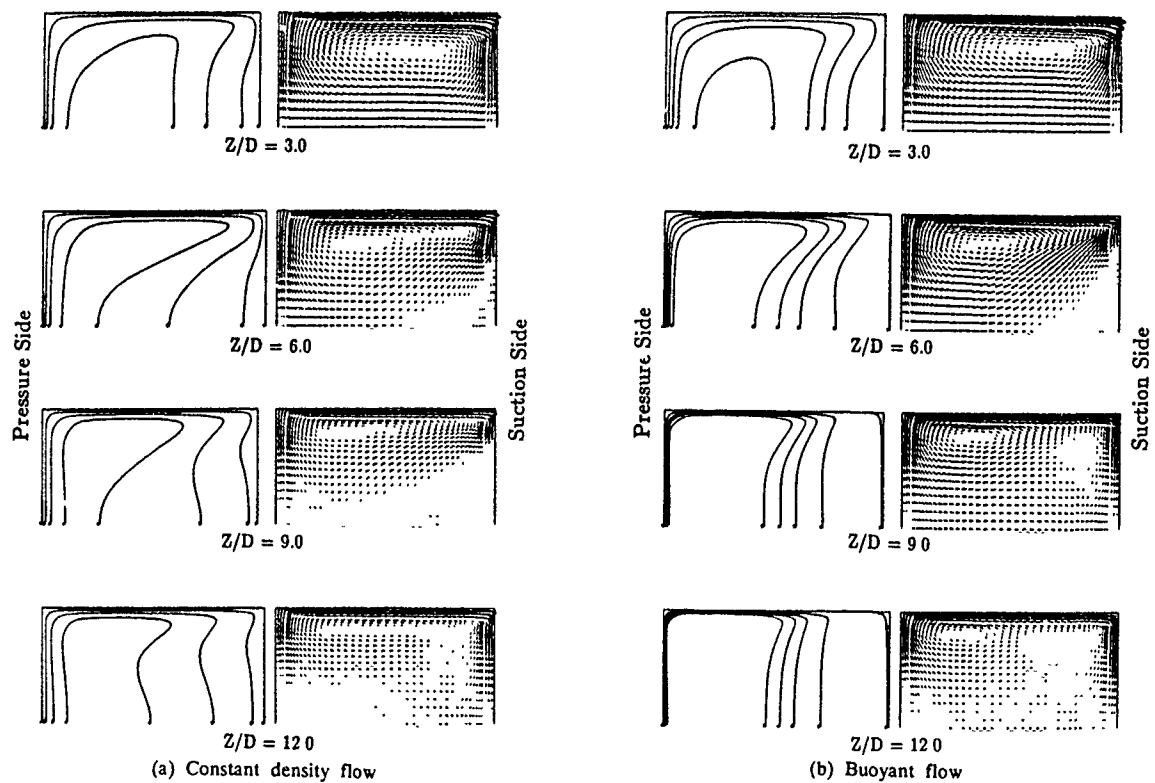 Z/D = 3.0
Z/D = 6.0
Z/D = 9.0
Z/D = 12 0
Pressure Side
Suction Side
(a) Constant density flow
Z/D = 3.0
Z/D = 6.0
Z/D = 9 0
Z/D = 12 0
Pressure Side
Suction Side
(b) Buoyant flow